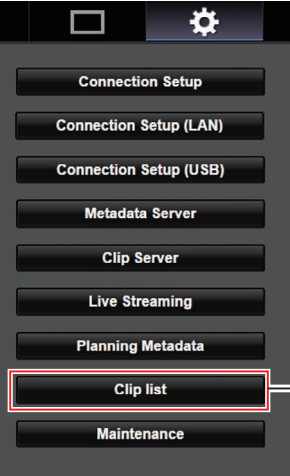 Connection Setup
Connection Setup (LAN)
Connection Setup (USB)
Metadata Server
Clip Server
Live Streaming
Planning Metadata
Clip list
Maintenance